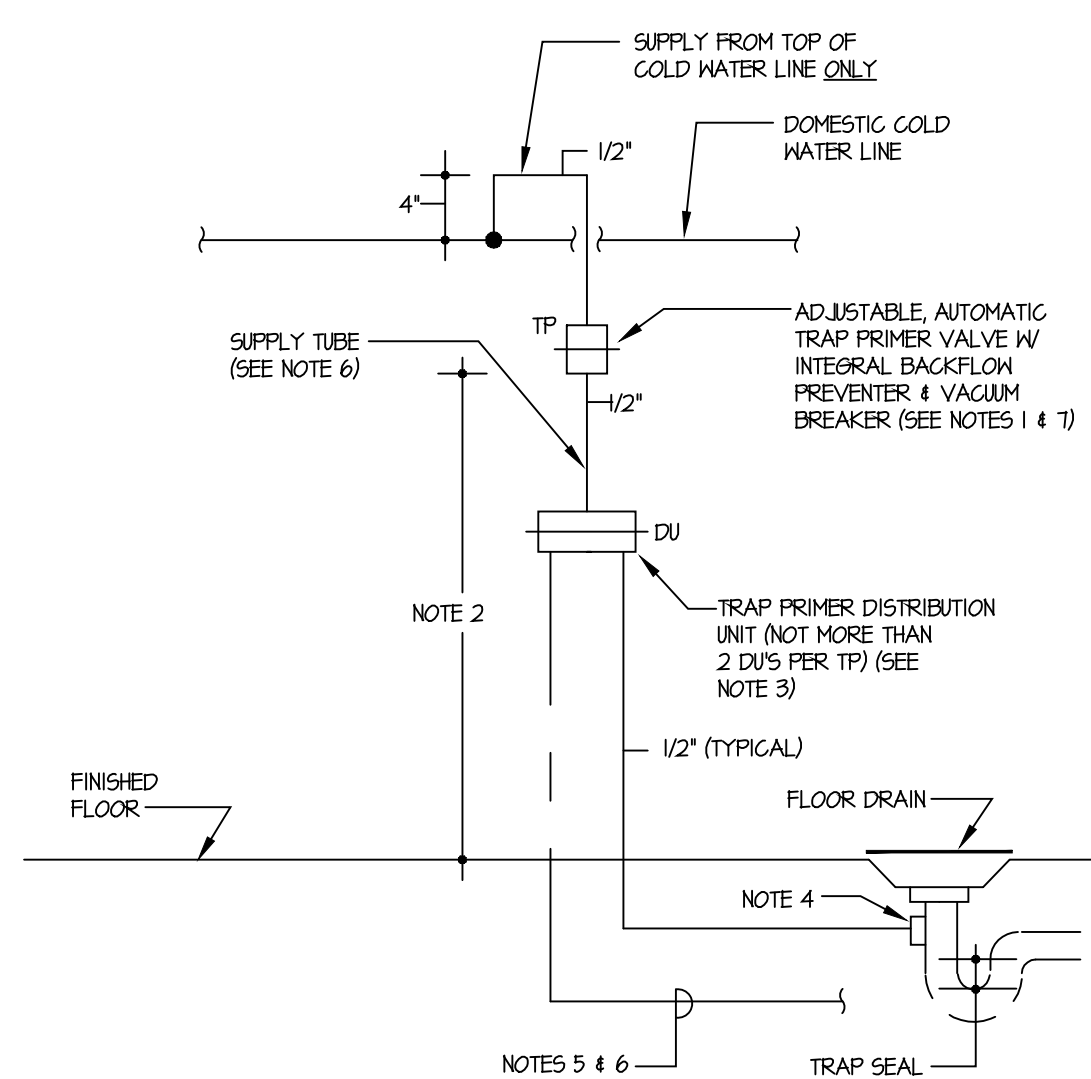 SUPPLY FROM TOP OF
COLD WATER LINE ONLY
DOMESTIC COLD
WATER LINE
1/2"
4"
TP
ADJUSTABLE, AUTOMATIC
TRAP PRIMER VALVE W/
INTEGRAL BACKFLOW
PREVENTER & VACUUM
BREAKER (SEE NOTES 1 & 7)
SUPPLY TUBE
(SEE NOTE 6)
1/2"
DU
NOTE 2
TRAP PRIMER DISTRIBUTION
UNIT (NOT MORE THAN
2 DU'S PER TP) (SEE
NOTE 3)
1/2" (TYPICAL)
FINISHED
FLOOR
FLOOR DRAIN
NOTE 4
NOTES 5 & 6
TRAP SEAL